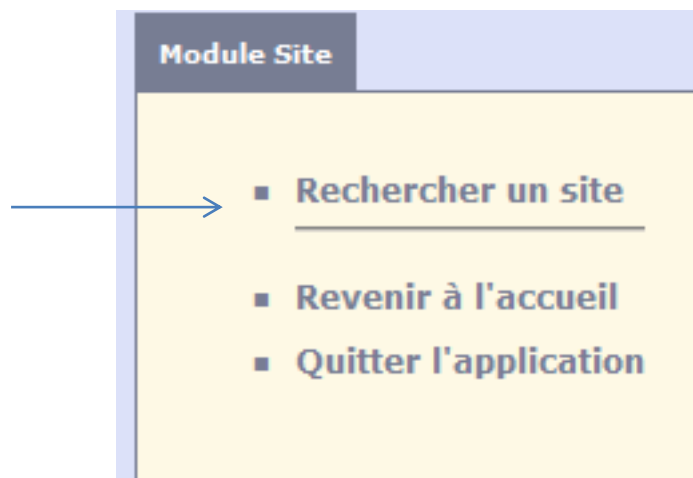 Module Site
Rechercher un site
Revenir à l'accueil
Quitter l'application